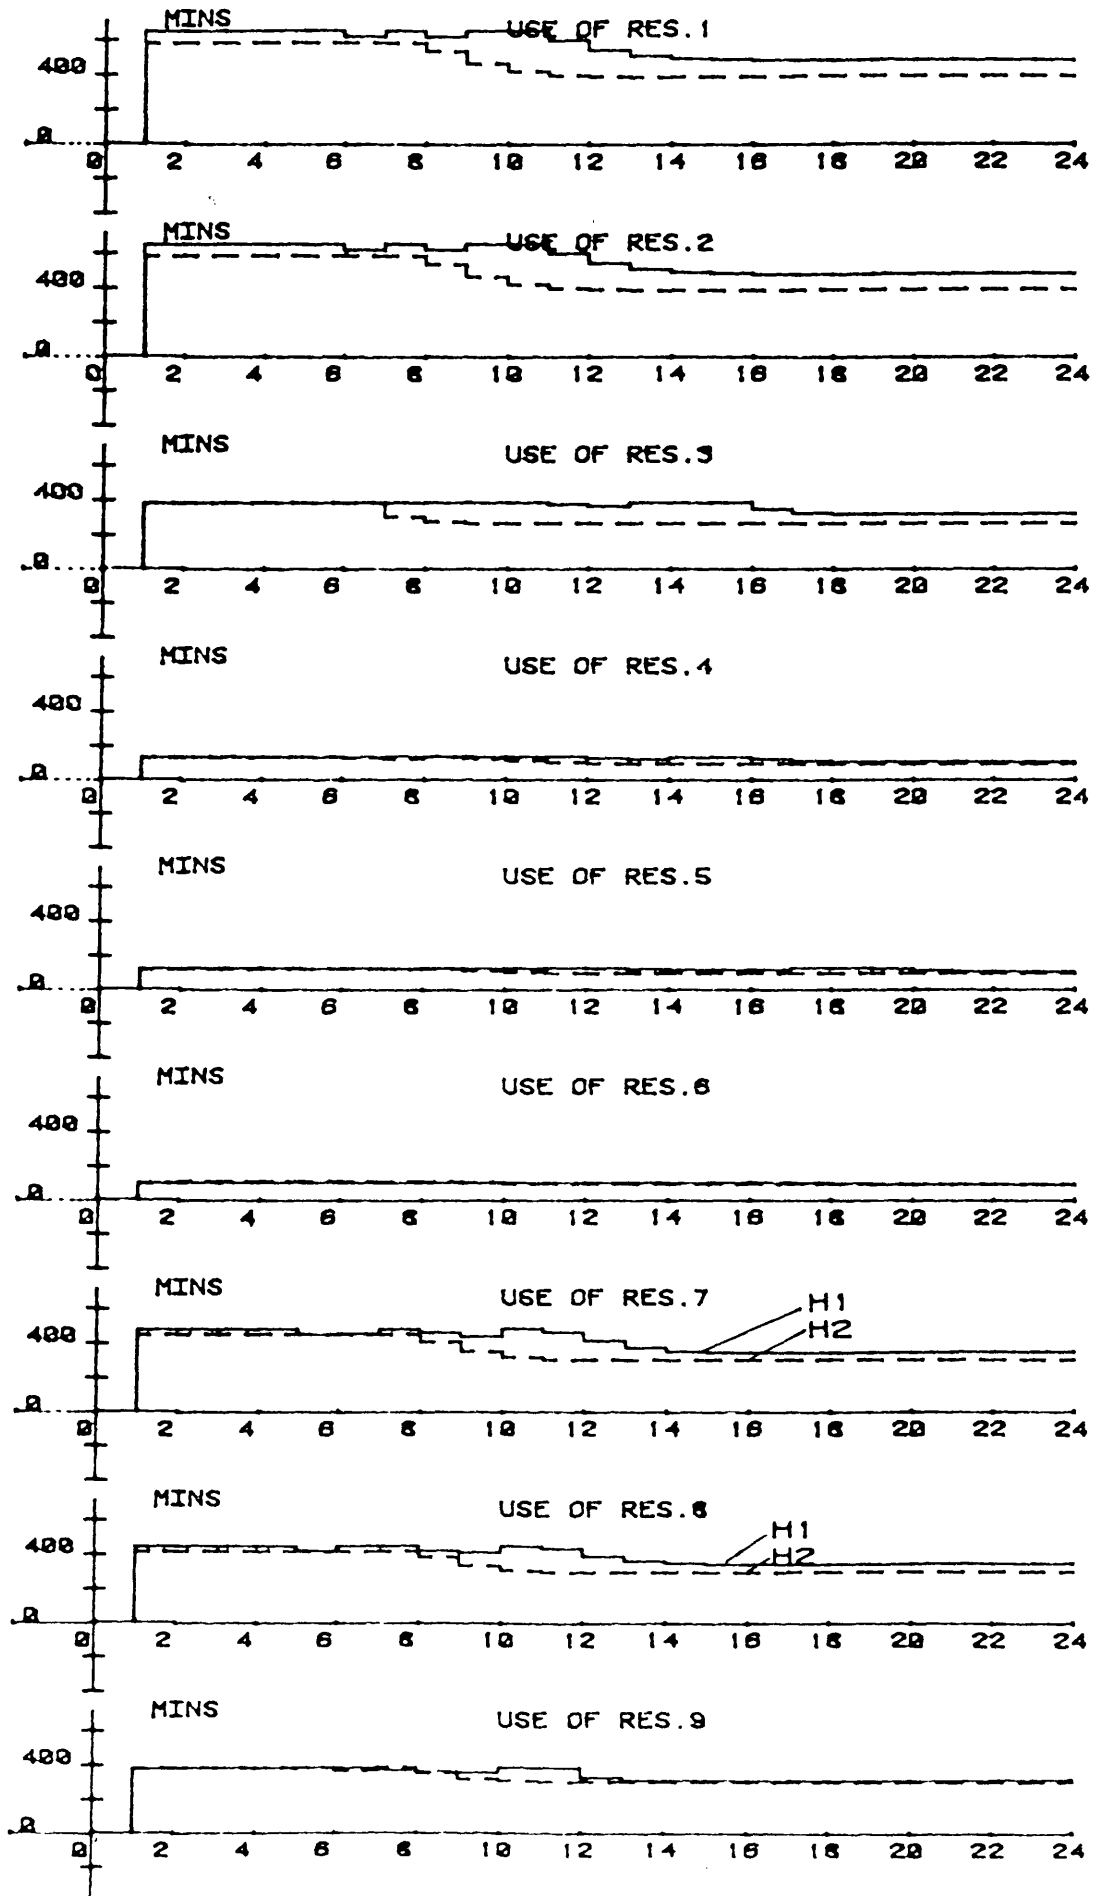 MINS USE OF RES.1
400
0
0 2 4 6 8 10 12 14 16 18 20 22 24
MINS USE OF RES.2
400
0
0 2 4 6 8 10 12 14 16 18 20 22 24
MINS USE OF RES.3
400
0
0 2 4 6 8 10 12 14 16 18 20 22 24
MINS USE OF RES.4
400
0
0 2 4 6 8 10 12 14 16 18 20 22 24
MINS USE OF RES.5
400
0
0 2 4 6 8 10 12 14 16 18 20 22 24
MINS USE OF RES.6
400
0
0 2 4 6 8 10 12 14 16 18 20 22 24
MINS USE OF RES.7
H1
H2
400
0
0 2 4 6 8 10 12 14 16 18 20 22 24
MINS USE OF RES.8
H1
H2
400
0
0 2 4 6 8 10 12 14 16 18 20 22 24
MINS USE OF RES.9
400
0
0 2 4 6 8 10 12 14 16 18 20 22 24